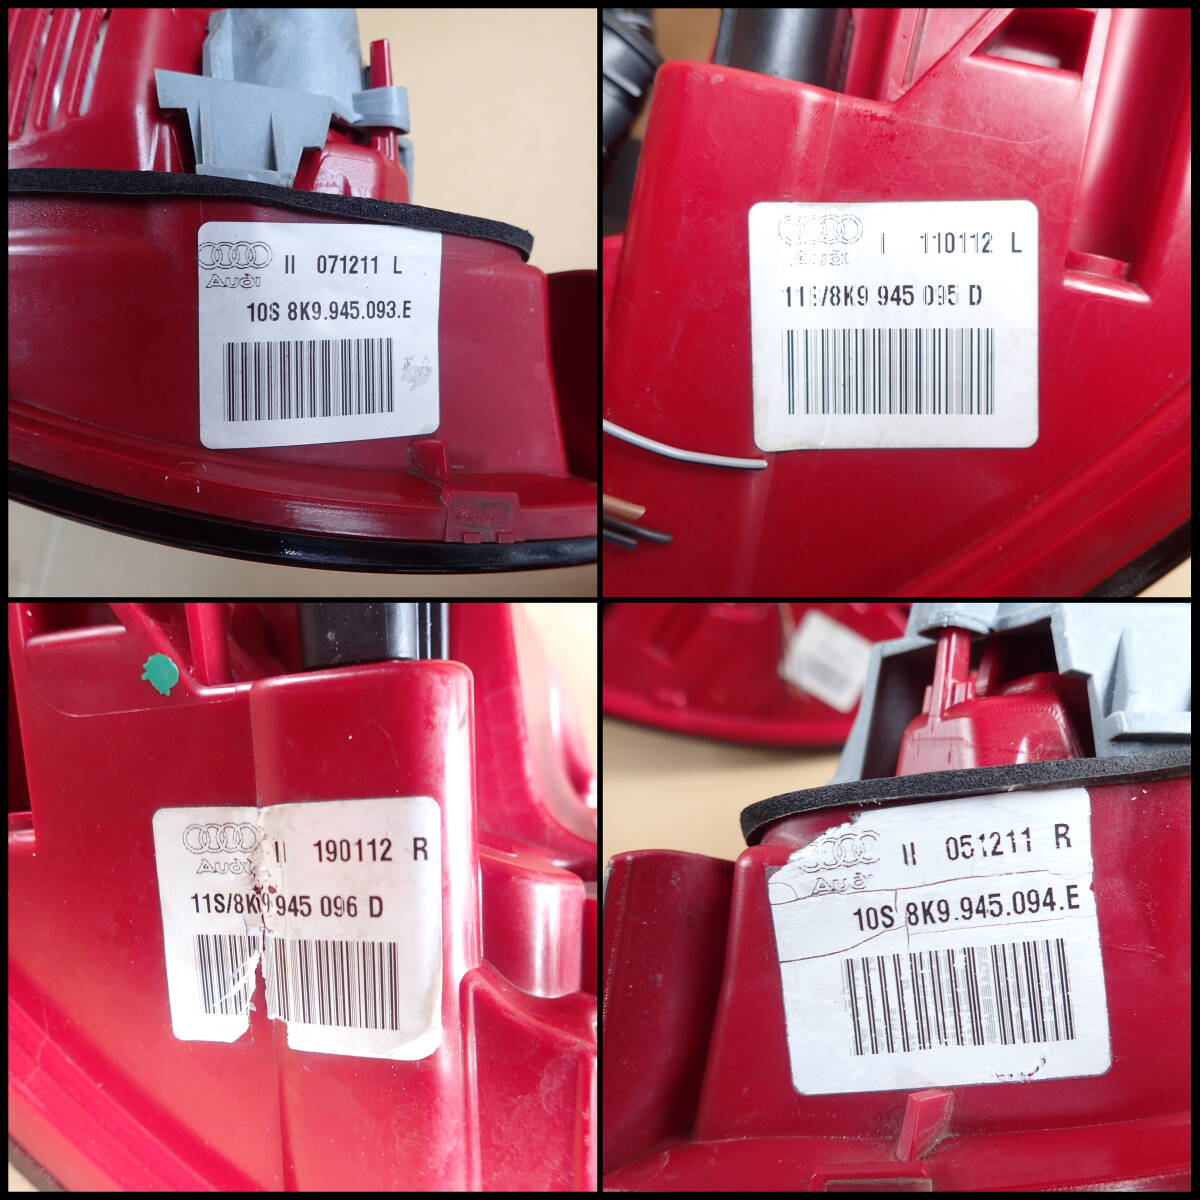 II 071211 L
Audi
10S 8K9.945.093.E
I 110112 L
Audi
11S/8K9 945 095 D
II 190112 R
Audi
11S/8K9 945 096 D
II 051211 R
Audi
10S 8K9.945.094.E